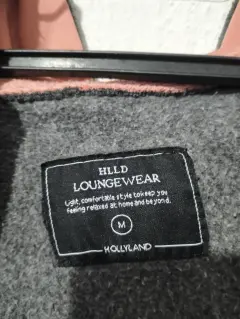 HLLD
LOUNGEWEAR
Light, comfortable style to keep you
feeling relaxed at home and beyond.
M
HOLLYLAND